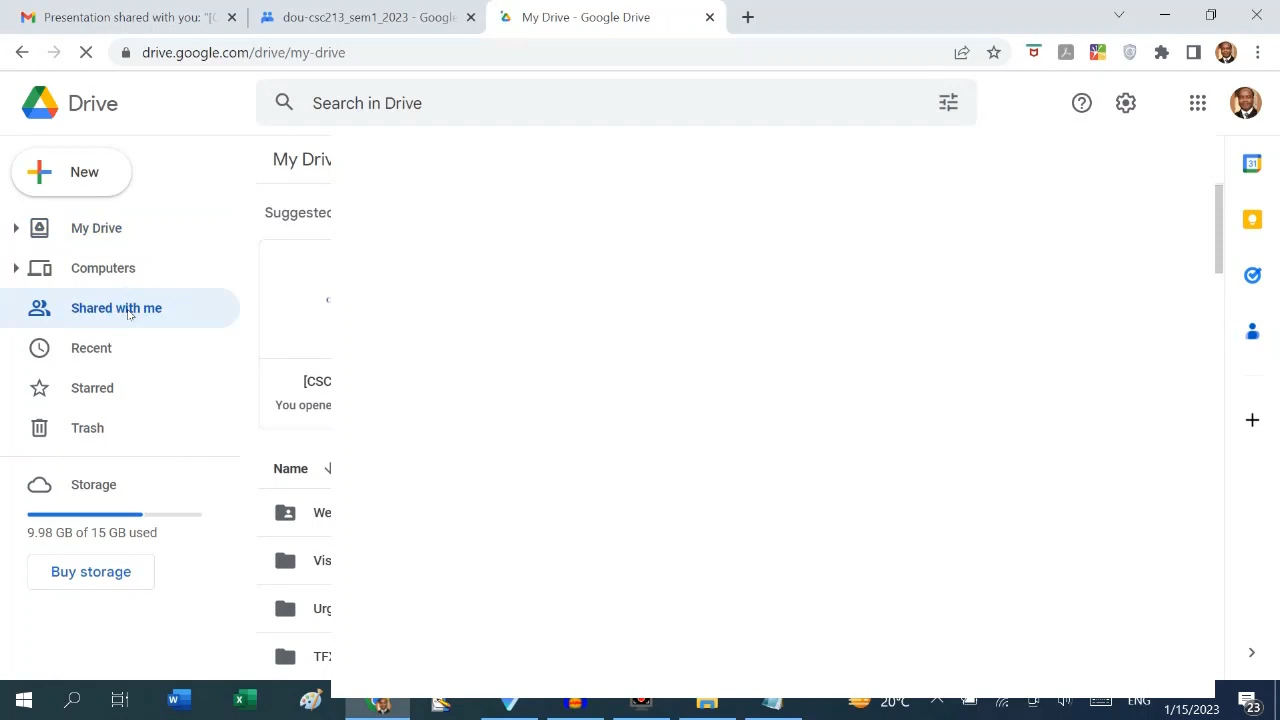 Presentation shared with you: "[C
dou-csc213_sem1_2023 - Google
My Drive - Google Drive
drive.google.com/drive/my-drive
Drive
Search in Drive
31
New
My Driv
My Drive
Suggested
Computers
Shared with me
Recent
[CSC
Starred
You opene
Trash
Name
Storage
We
9.98 GB of 15 GB used
Vis
Buy storage
Urg
TFX
20°C
ENG
1/15/2023
23